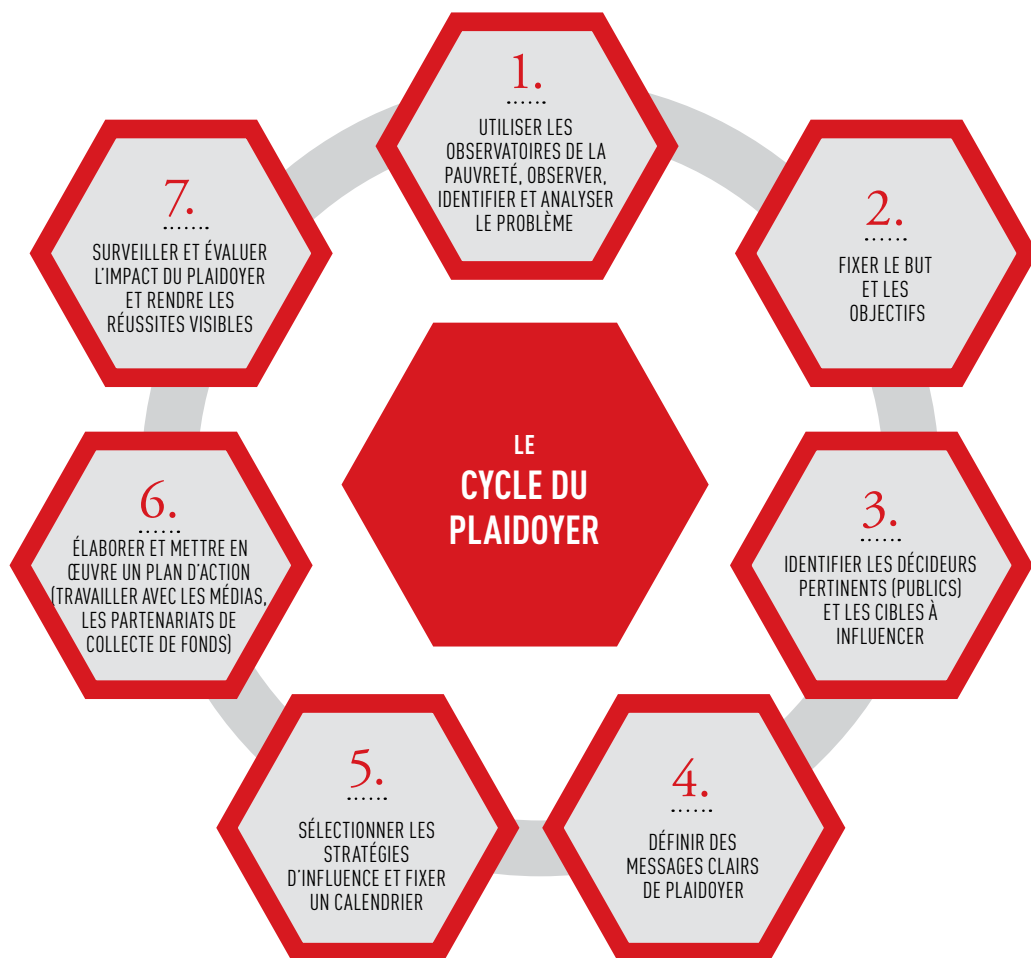 1.
UTILISER LES
OBSERVATOIRES DE LA
PAUVRETÉ, OBSERVER,
IDENTIFIER ET ANALYSER
LE PROBLÈME
2.
FIXER LE BUT
ET LES
OBJECTIFS
3.
IDENTIFIER LES DÉCIDEURS
PERTINENTS (PUBLICS)
ET LES CIBLES À
INFLUENCER
4.
DÉFINIR DES
MESSAGES CLAIRS
DE PLAIDOYER
5.
SÉLECTIONNER LES
STRATÉGIES
D'INFLUENCE ET FIXER
UN CALENDRIER
6.
ÉLABORER ET METTRE EN
ŒUVRE UN PLAN D'ACTION
(TRAVAILLER AVEC LES MÉDIAS,
LES PARTENARIATS DE
COLLECTE DE FONDS)
7.
SURVEILLER ET ÉVALUER
L'IMPACT DU PLAIDOYER
ET RENDRE LES
RÉUSSITES VISIBLES
LE
CYCLE DU
PLAIDOYER